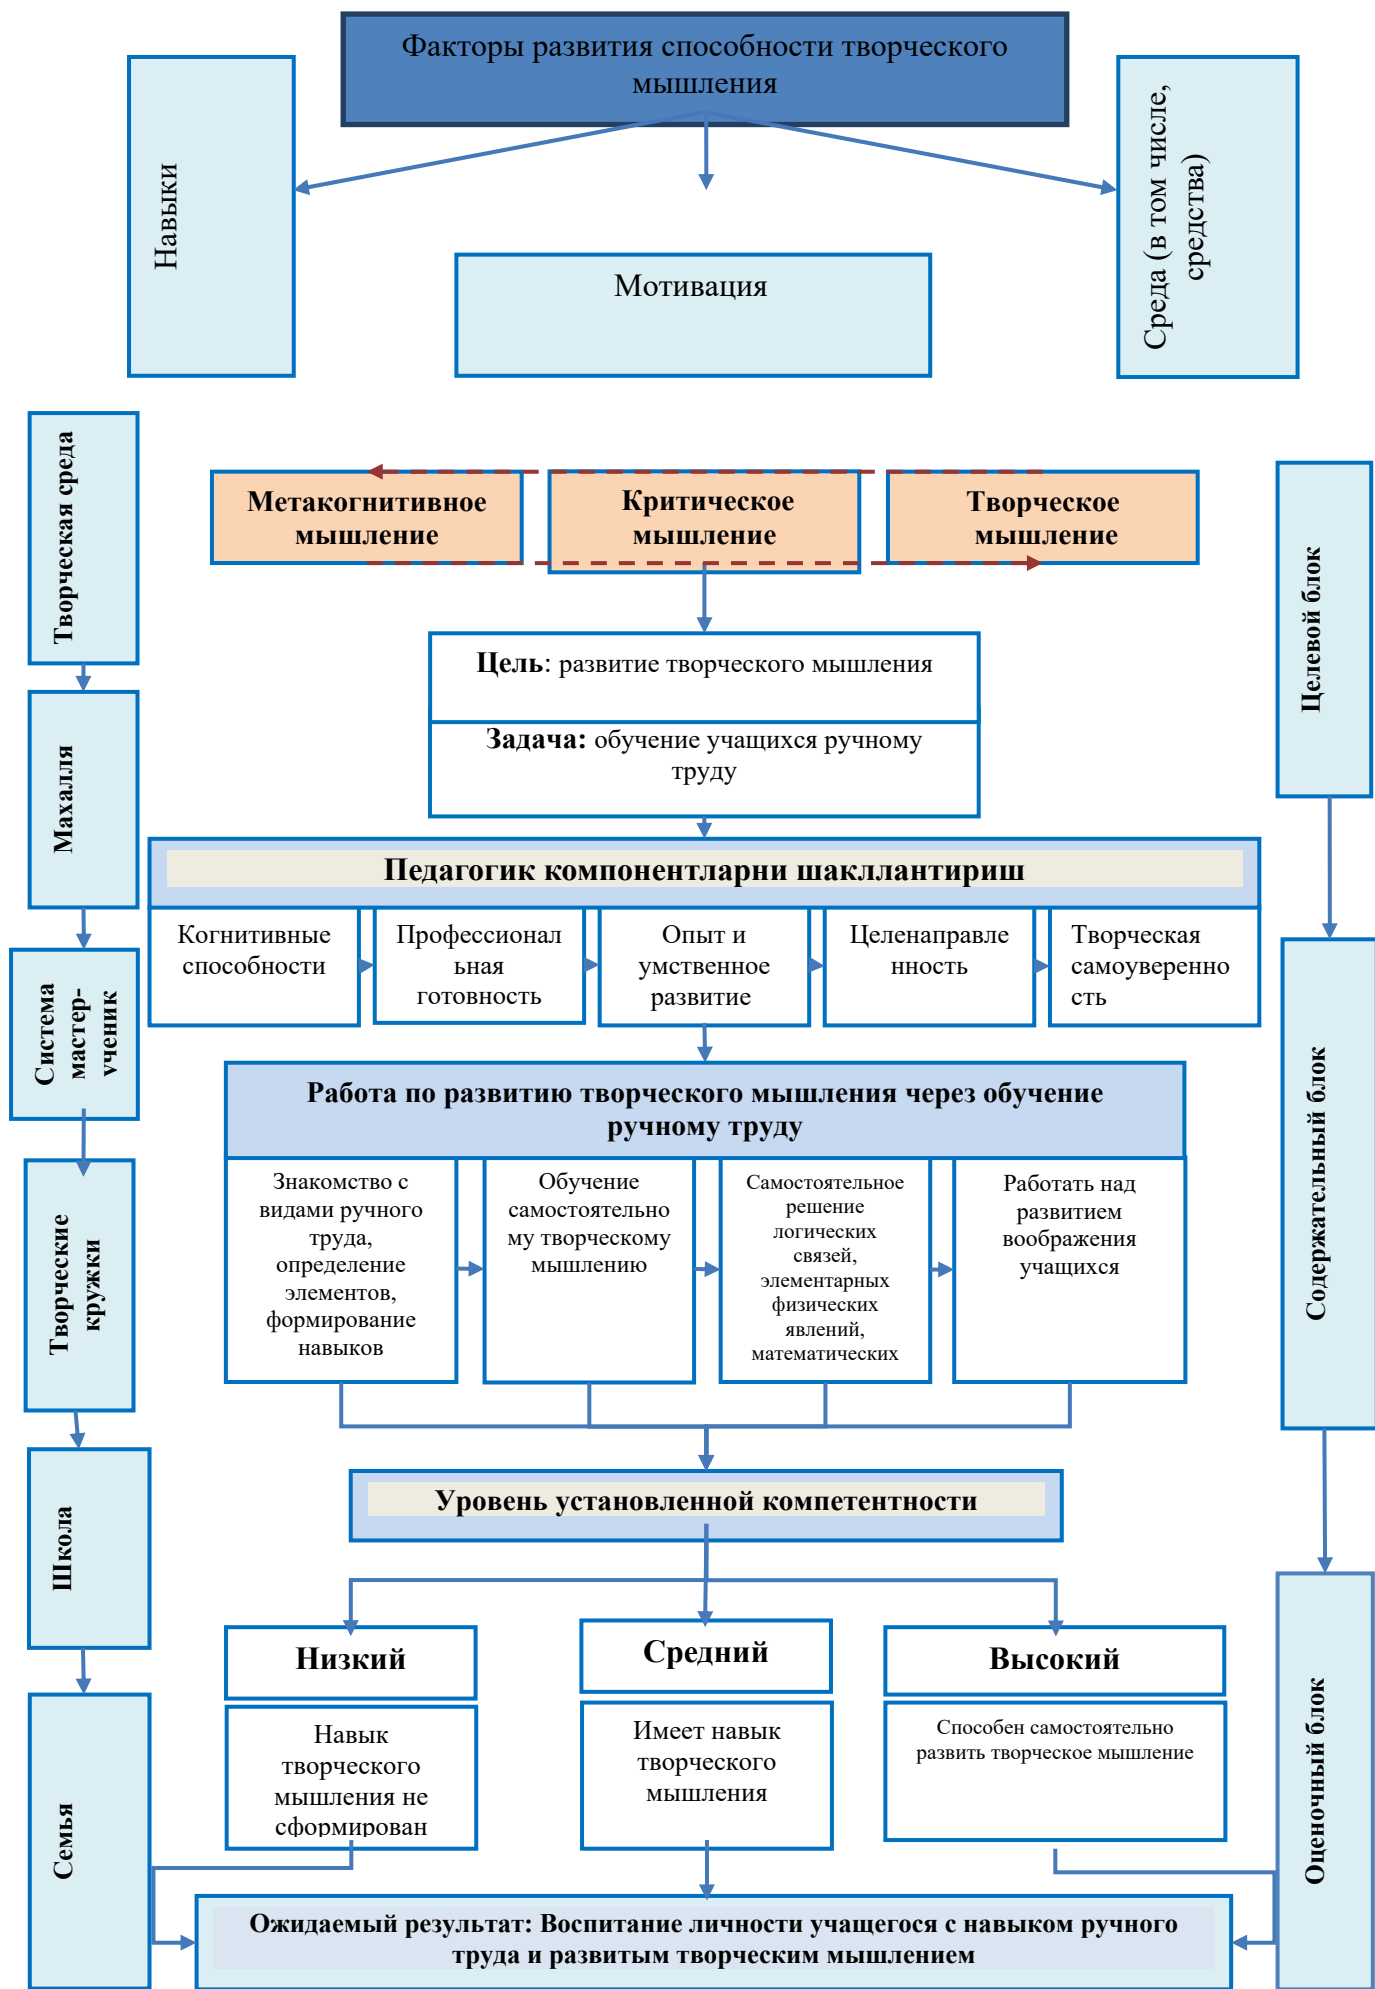 Факторы развития способности творческого
мышления
Навыки
Мотивация
Среда (в том числе,
средства)
Творческая среда
Метакогнитивное
мышление
Критическое
мышление
Творческое
мышление
Целевой блок
Цель: развитие творческого мышления
Задача: обучение учащихся ручному
труду
Махалля
Педагогик компонентларни шакллантириш
Когнитивные
способности
Профессионал
ьная
готовность
Опыт и
умственное
развитие
Целенаправле
нность
Творческая
самоуверенно
сть
Система
мастер-
ученик
Содержательный блок
Работа по развитию творческого мышления через обучение
ручному труду
Знакомство с
видами ручного
труда,
определение
элементов,
формирование
навыков
Обучение
самостоятельно
му творческому
мышлению
Самостоятельное
решение
логических
связей,
элементарных
физических
явлений,
математических
Работать над
развитием
воображения
учащихся
Творческие
кружки
Уровень установленной компетентности
Школа
Низкий
Средний
Высокий
Навык
творческого
мышления не
сформирован
Имеет навык
творческого
мышления
Способен самостоятельно
развить творческое мышление
Семья
Оценочный блок
Ожидаемый результат: Воспитание личности учащегося с навыком ручного
труда и развитым творческим мышлением